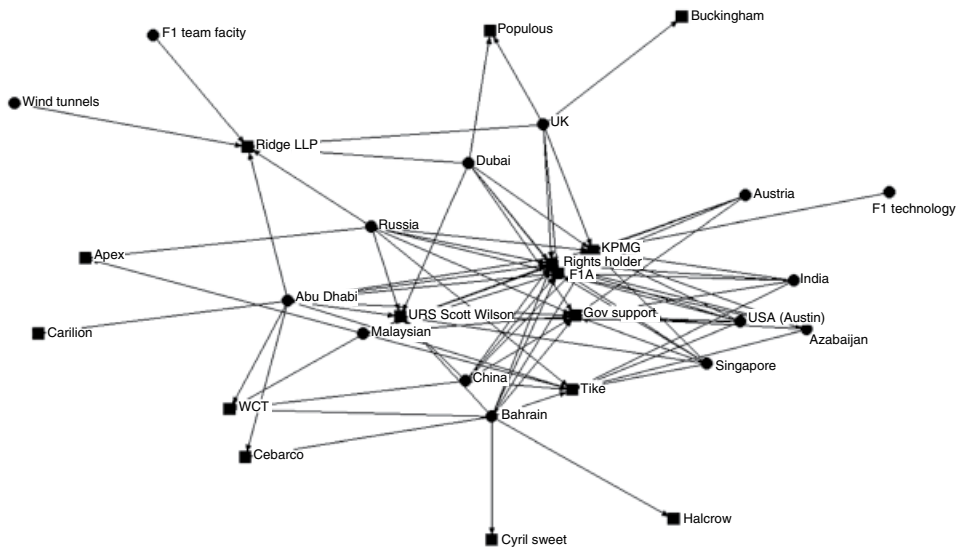 Buckingham
F1 team facity
Populous
Wind tunnels
UK
Ridge LLP
Dubai
Austria
F1 technology
Russia
KPMG
Apex
Rights holder
F1A
India
Abu Dhabi
URS Scott Wilson
Gov support
USA (Austin)
Carilion
Malaysian
Azabaijan
Singapore
China
Tike
WCT
Bahrain
Cebarco
Halcrow
Cyril sweet